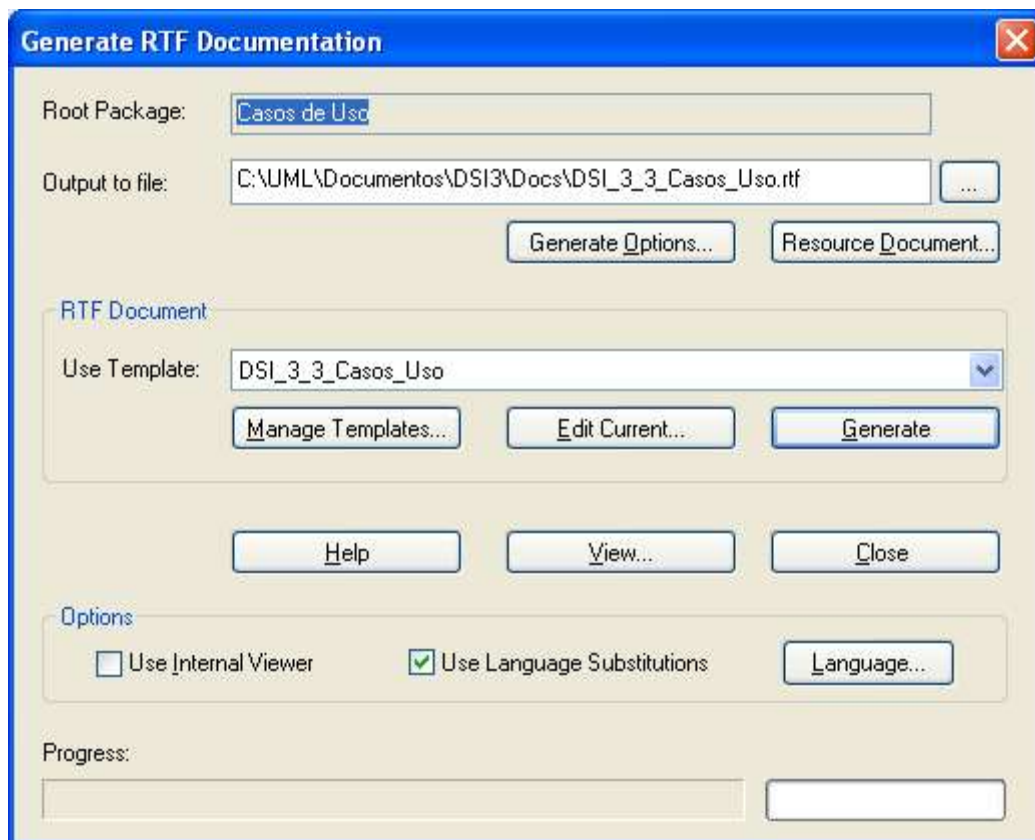 Generate RTF Documentation
Root Package: Casos de Uso
Output to file: C:\UML\Documentos\DSI3\Docs\DSI_3_3_Casos_Uso.rtf ...
Generate Options... Resource Document...
RTF Document
Use Template: DSI_3_3_Casos_Uso
Manage Templates... Edit Current... Generate
Help View... Close
Options
Use Internal Viewer Use Language Substitutions Language...
Progress: